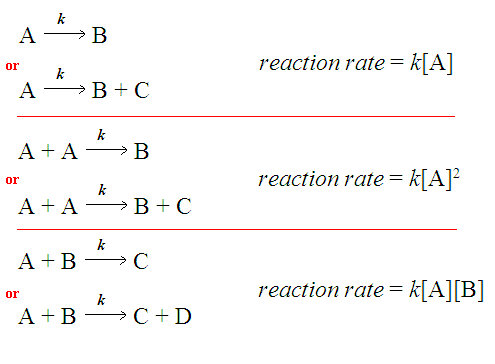 k
A ⟶ B
or
reaction rate = k[A]
k
A ⟶ B + C
k
A + A ⟶ B
or
reaction rate = k[A]²
k
A + A ⟶ B + C
k
A + B ⟶ C
or
reaction rate = k[A][B]
k
A + B ⟶ C + D